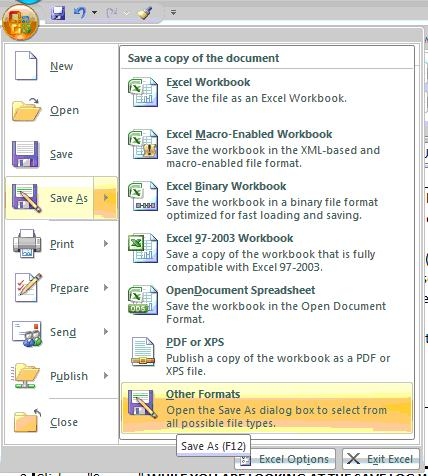 New
Open
Save
Save As
Print
Prepare
Send
Publish
Close
Save a copy of the document
Excel Workbook
Save the file as an Excel Workbook.
Excel Macro-Enabled Workbook
Save the workbook in the XML-based and
macro-enabled file format.
Excel Binary Workbook
Save the workbook in a binary file format
optimized for fast loading and saving.
Excel 97-2003 Workbook
Save a copy of the workbook that is fully
compatible with Excel 97-2003.
OpenDocument Spreadsheet
Save the workbook in the Open Document
Format.
PDF or XPS
Publish a copy of the workbook as a PDF or
XPS file.
Other Formats
Open the Save As dialog box to select from
all possible file types.
Save As (F12)
Excel Options
Exit Excel